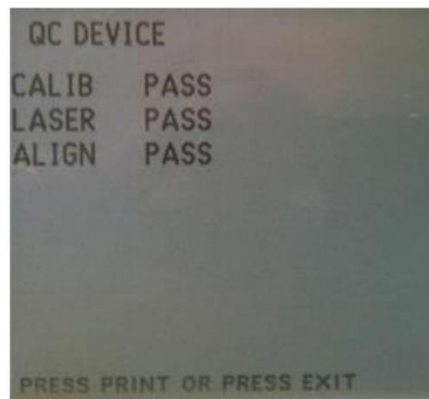 QC DEVICE
CALIB PASS
LASER PASS
ALIGN PASS
PRESS PRINT OR PRESS EXIT